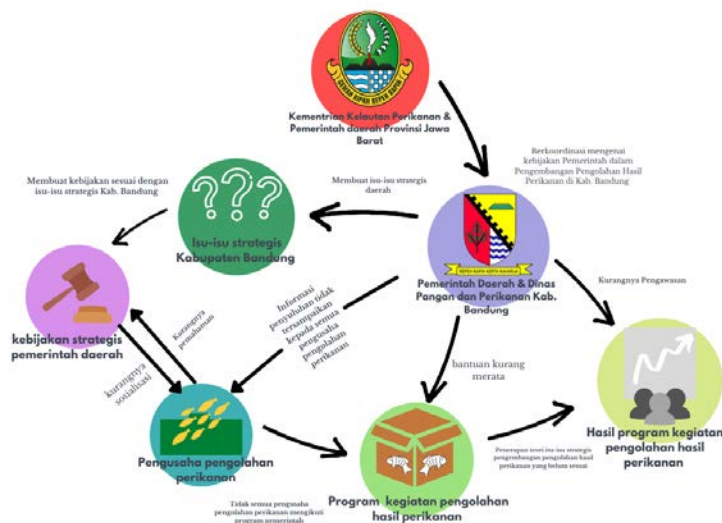 GEMAH RIPAH REPEH RAPIH
Kementrian Kelautan Perikanan &
Pemerintah daerah Provinsi Jawa
Barat
Berkoordinasi mengenai
kebijakan Pemerintah dalam
Pengembangan Pengolahan Hasil
Perikanan di Kab. Bandung
Membuat kebijakan sesuai dengan
isu-isu strategis Kab. Bandung
Membuat isu-isu strategis
daerah
Isu-isu strategis
Kabupaten Bandung
Pemerintah Daerah & Dinas
Pangan dan Perikanan Kab.
Bandung
Kurangnya Pengawasan
Informasi
penyuluhan tidak
tersampaikan
kepada semua
pengusaha
pengolahan
perikanan
kebijakan strategis
pemerintah daerah
Kurangnya
pemahaman
kurangnya
sosialisasi
bantuan kurang
merata
Pengusaha pengolahan
perikanan
Hasil program kegiatan
pengolahan hasil
perikanan
Penerapan teori isu-isu strategis
pengembangan pengolahan hasil
perikanan yang belum sesuai
Program kegiatan pengolahan
hasil perikanan
Tidak semua pengusaha
pengolahan perikanan mengikuti
program pemerintah